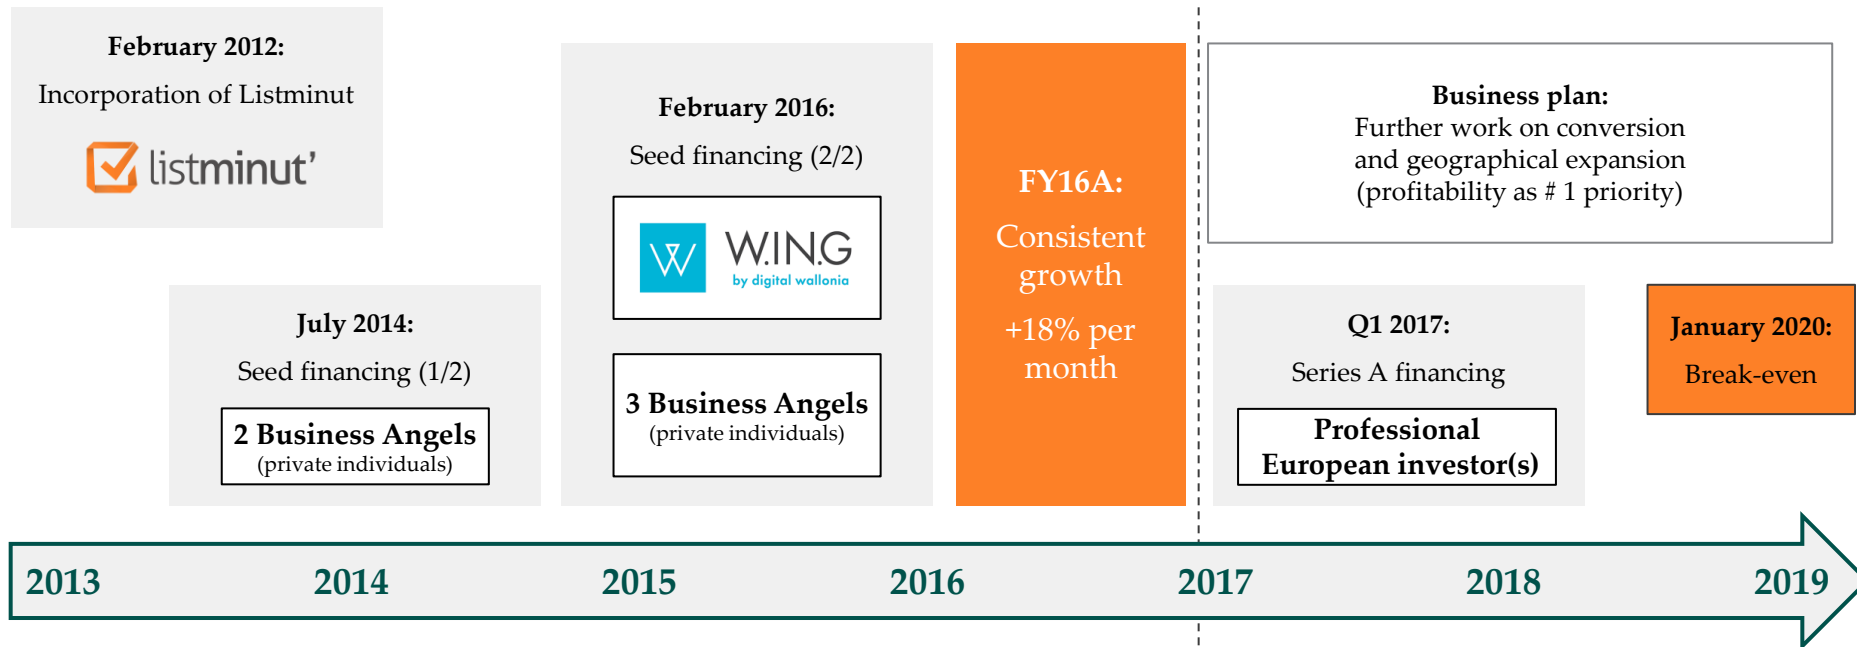 February 2012:
Incorporation of Listminut
listminut'
July 2014:
Seed financing (1/2)
2 Business Angels
(private individuals)
February 2016:
Seed financing (2/2)
W
W.IN.G
by digital wallonia
3 Business Angels
(private individuals)
FY16A:
Consistent
growth
+18% per
month
Business plan:
Further work on conversion
and geographical expansion
(profitability as # 1 priority)
Q1 2017:
Series A financing
Professional
European investor(s)
January 2020:
Break-even
2013 2014 2015 2016 2017 2018 2019